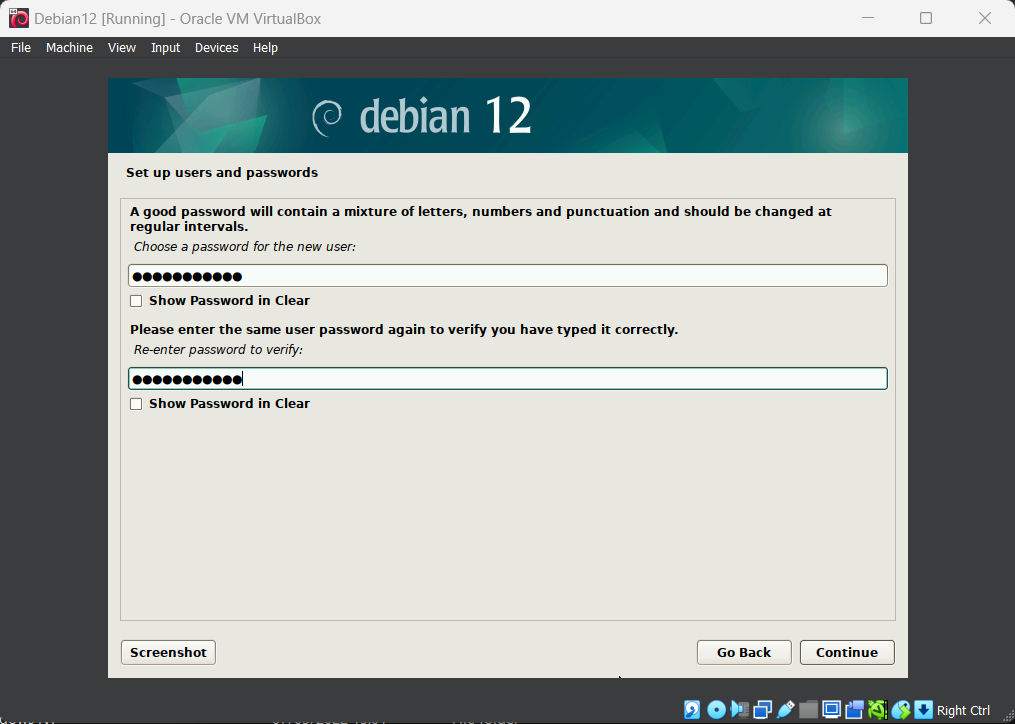 Debian12 [Running] - Oracle VM VirtualBox
File Machine View Input Devices Help
debian 12
Set up users and passwords
A good password will contain a mixture of letters, numbers and punctuation and should be changed at
regular intervals.
Choose a password for the new user:
●●●●●●●●●●●
Show Password in Clear
Please enter the same user password again to verify you have typed it correctly.
Re-enter password to verify:
●●●●●●●●●●●
Show Password in Clear
Screenshot Go Back Continue
Right Ctrl